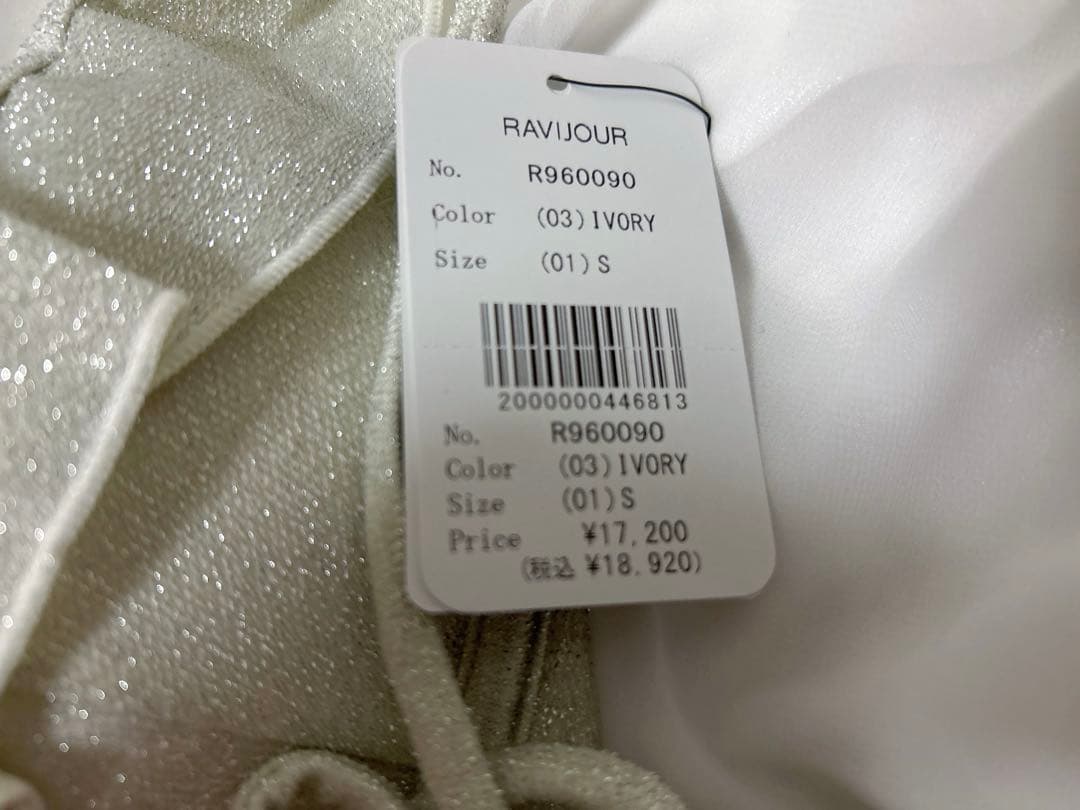 RAVIJOUR
No. R960090
Color (03)IVORY
Size (01)S
2000000446813
No. R960090
Color (03)IVORY
Size (01)S
Price ¥17,200
(税込 ¥18,920)